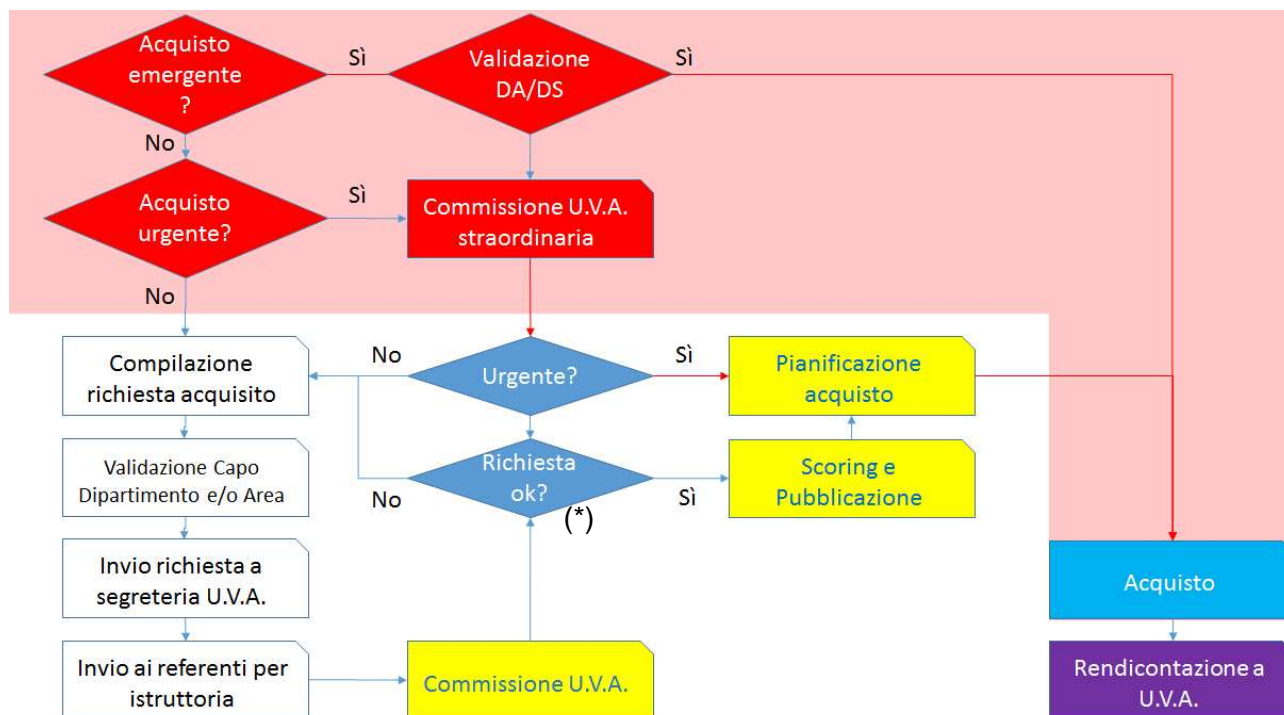 Acquisto
emergente
?
Sì
Validazione
DA/DS
Sì
No
Acquisto
urgente?
Sì
Commissione U.V.A.
straordinaria
No
Compilazione
richiesta acquisito
No
Urgente?
Sì
Pianificazione
acquisto
Validazione Capo
Dipartimento e/o Area
No
Richiesta
ok?
(*)
Sì
Scoring e
Pubblicazione
Invio richiesta a
segreteria U.V.A.
Acquisto
Invio ai referenti per
istruttoria
Commissione U.V.A.
Rendicontazione a
U.V.A.